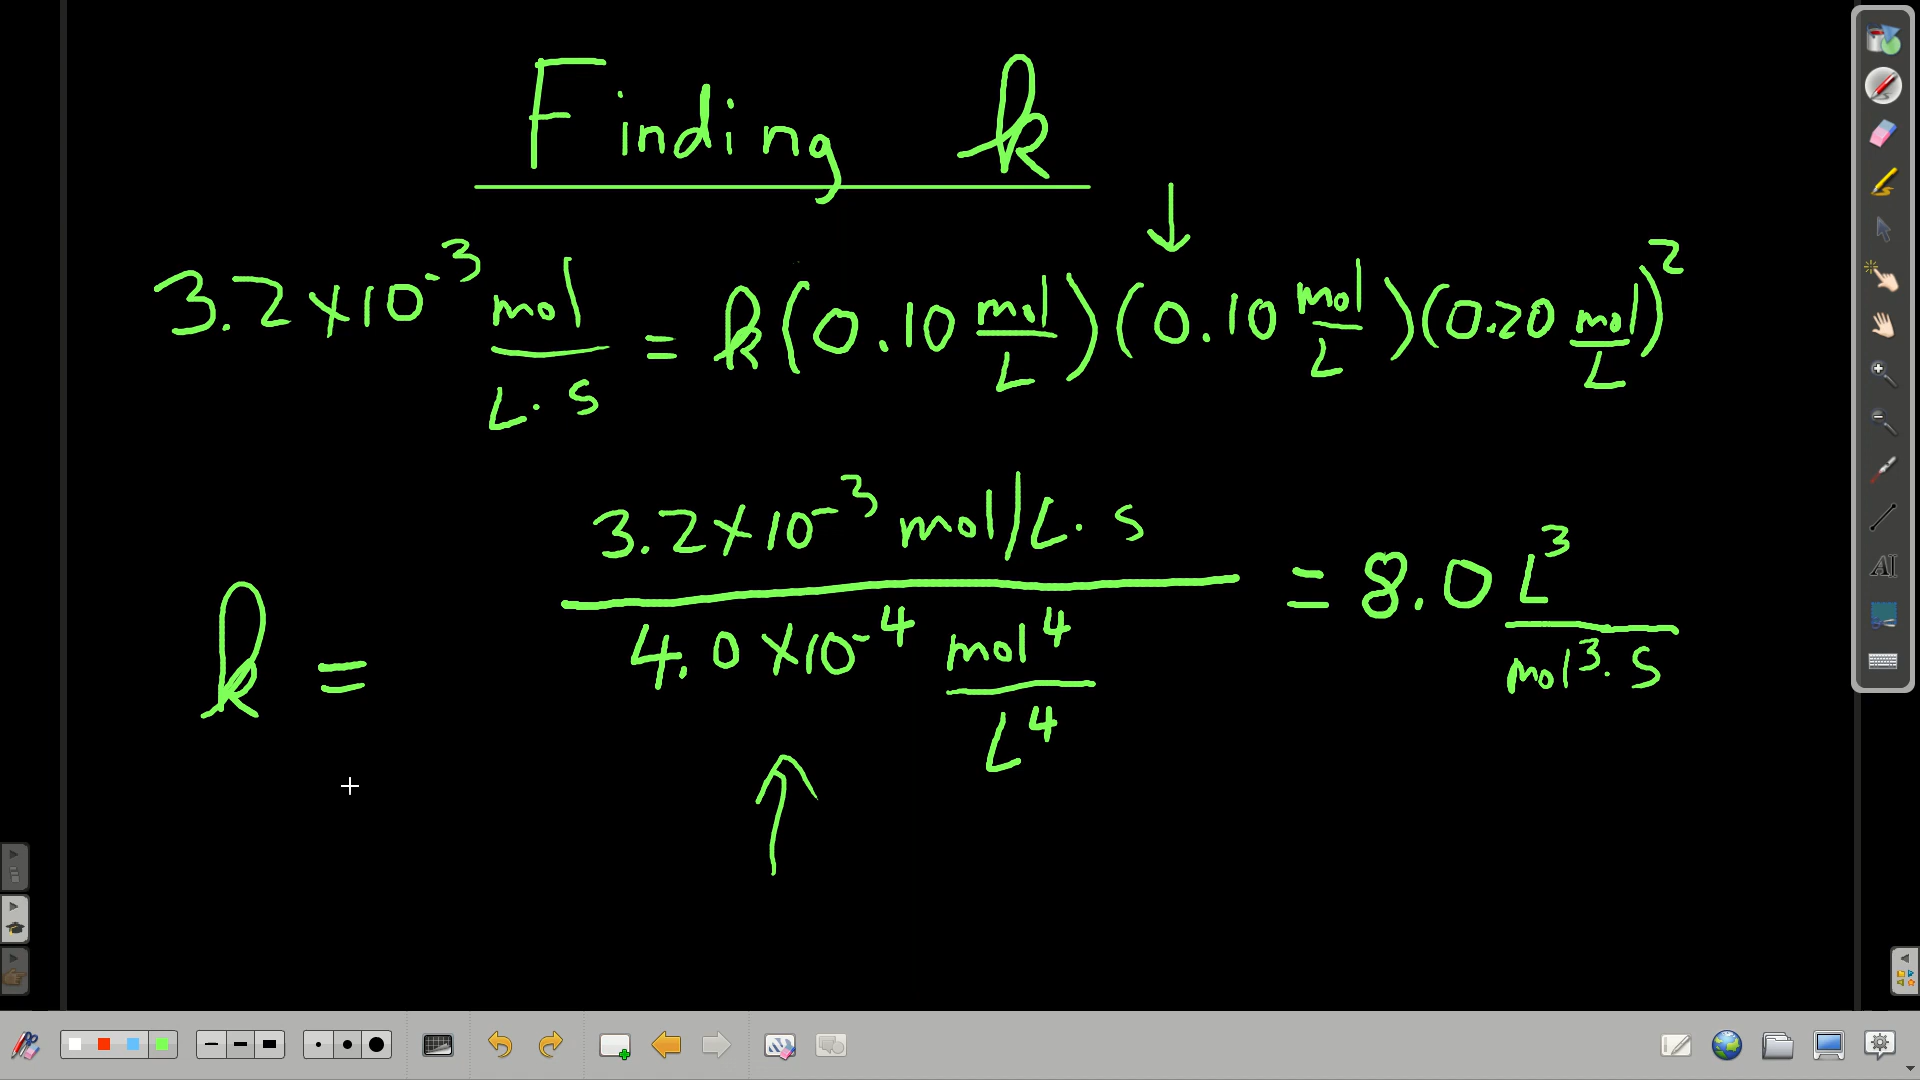 Finding k
3.2×10⁻³ mol/L·s = k(0.10 mol/L)(0.10 mol/L)(0.20 mol/L)²
k = 3.2×10⁻³ mol/L·s / 4.0×10⁻⁴ mol⁴/L⁴ = 8.0 L³/mol³·s